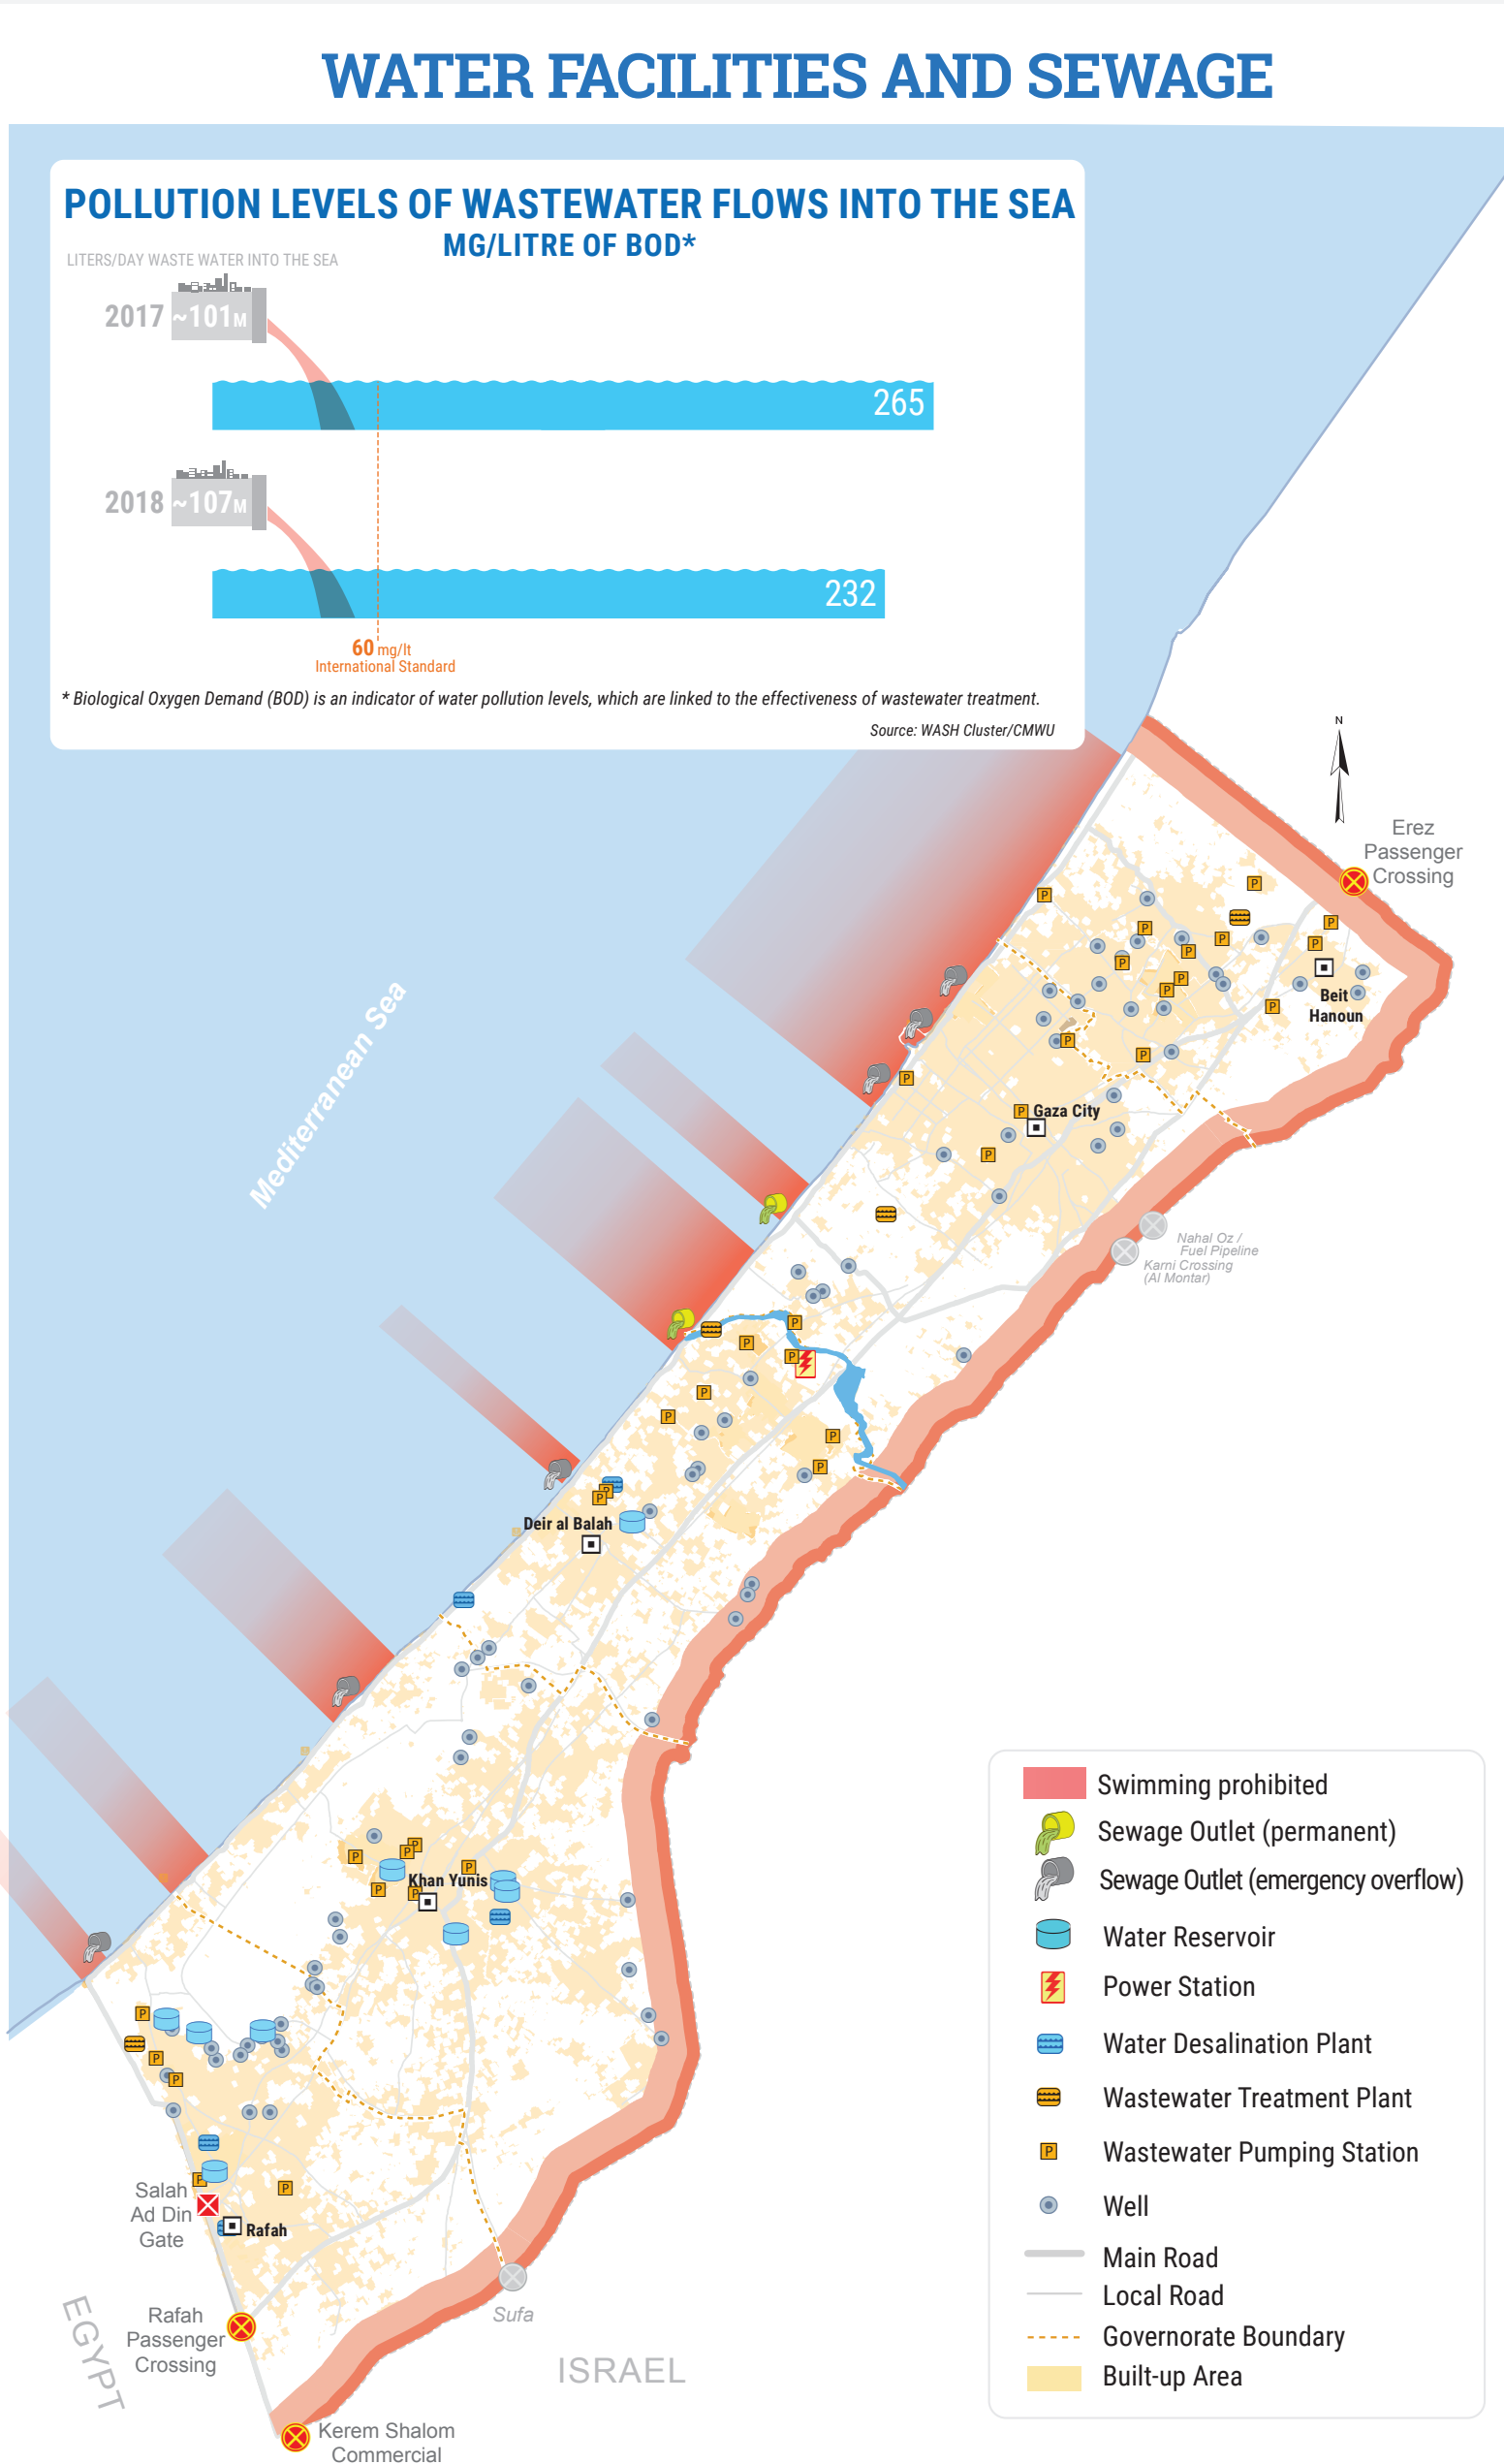 WATER FACILITIES AND SEWAGE
POLLUTION LEVELS OF WASTEWATER FLOWS INTO THE SEA
MG/LITRE OF BOD*
LITERS/DAY WASTE WATER INTO THE SEA
2017 ~101M
265
2018 ~107M
232
60 mg/lt
International Standard
* Biological Oxygen Demand (BOD) is an indicator of water pollution levels, which are linked to the effectiveness of wastewater treatment.
Source: WASH Cluster/CMWU
N
Erez
Passenger
Crossing
Beit
Hanoun
Mediterranean Sea
Gaza City
Nahal Oz /
Fuel Pipeline
Karni Crossing
(Al Montar)
Deir al Balah
Khan Yunis
Salah
Ad Din
Gate
Rafah
Rafah
Passenger
Crossing
Sufa
EGYPT
ISRAEL
Kerem Shalom
Commercial
Swimming prohibited
Sewage Outlet (permanent)
Sewage Outlet (emergency overflow)
Water Reservoir
Power Station
Water Desalination Plant
Wastewater Treatment Plant
P Wastewater Pumping Station
Well
Main Road
Local Road
Governorate Boundary
Built-up Area